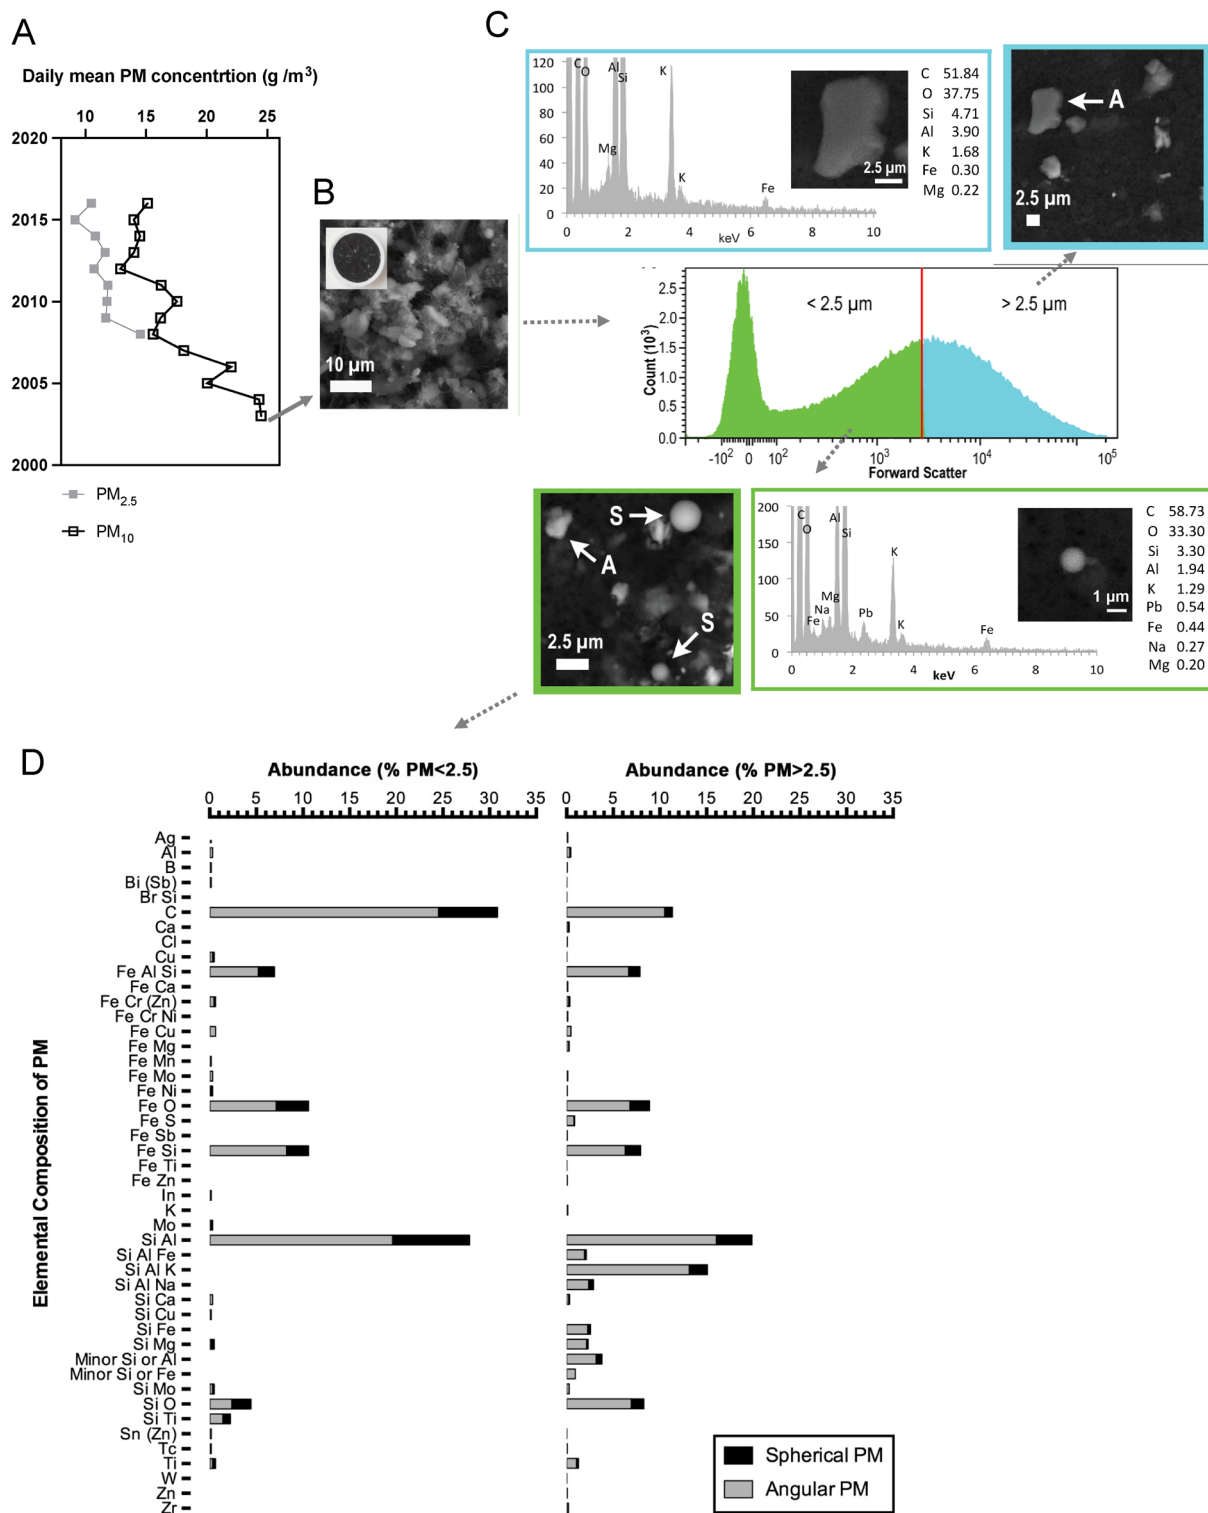 A
Daily mean PM concentrtion (g /m³)
10 15 20 25
2020
2015
2010
2005
2000
PM2.5
PM10
B
10 µm
C
140
120
100
80
60
40
20
0
C
O
Al
Si
K
Mg
K
Fe
0 2 4 6 8 10
keV
2.5 µm
C 51.84
O 37.75
Si 4.71
Al 3.90
K 1.68
Fe 0.30
Mg 0.22
A
2.5 µm
< 2.5 µm
> 2.5 µm
Count (10³)
2.5
2.0
1.5
1.0
0.5
0.0
-10² 0 10² 10³ 10⁴ 10⁵
Forward Scatter
S
A
S
2.5 µm
200
150
100
50
0
C
O
Al
Si
K
Fe
Na
Mg
Pb
K
Fe
0 2 4 6 8 10
keV
1 µm
C 58.73
O 33.30
Si 3.30
Al 1.94
K 1.29
Pb 0.54
Fe 0.44
Na 0.27
Mg 0.20
D
Abundance (% PM<2.5)
0 5 10 15 20 25 30 35
Abundance (% PM>2.5)
0 5 10 15 20 25 30 35
Elemental Composition of PM
Ag
Al
B
Bi (Sb)
Br Si
C
Ca
Cl
Cu
Fe Al Si
Fe Ca
Fe Cr (Zn)
Fe Cr Ni
Fe Cu
Fe Mg
Fe Mn
Fe Mo
Fe Ni
Fe O
Fe S
Fe Sb
Fe Si
Fe Ti
Fe Zn
In
K
Mo
Si Al
Si Al Fe
Si Al K
Si Al Na
Si Ca
Si Cu
Si Fe
Si Mg
Minor Si or Al
Minor Si or Fe
Si Mo
Si O
Si Ti
Sn (Zn)
Tc
Ti
W
Zn
Zr
Spherical PM
Angular PM